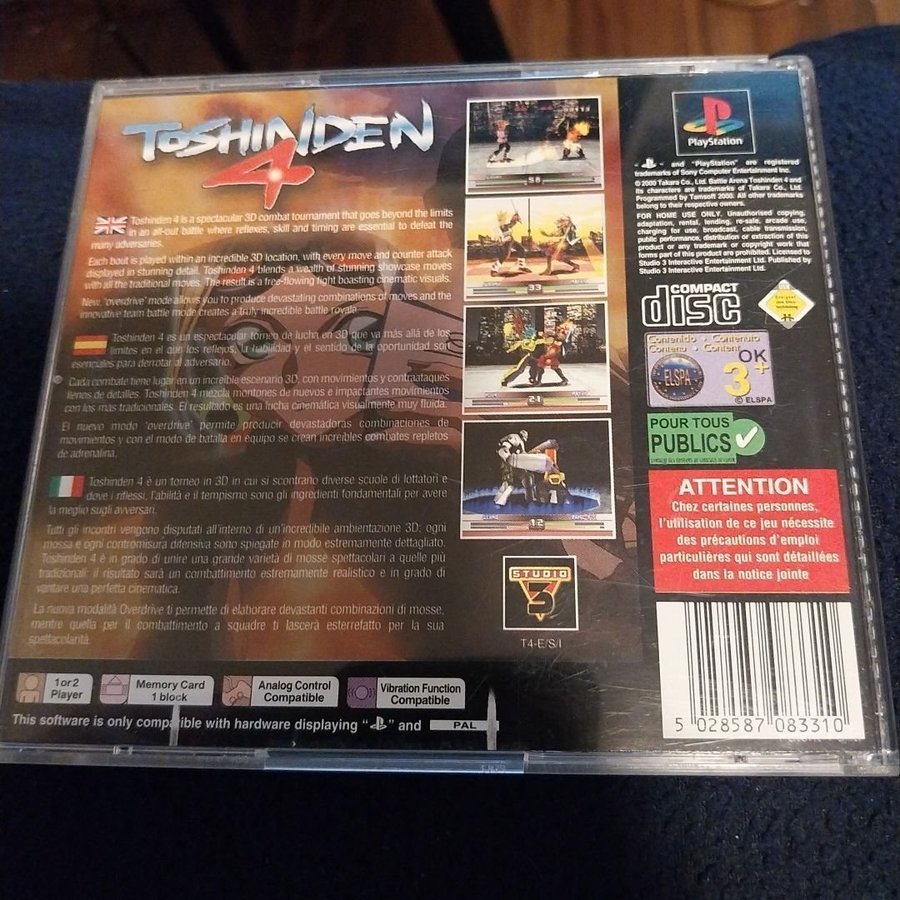 TOSHINDEN
4
Toshinden 4 is a spectacular 3D combat tournament that goes beyond the limits
in an all-out battle where reflexes, skill and timing are essential to defeat the
many adversaries.
Each bout is played within an incredible 3D location, with every move and counter attack
displayed in stunning detail. Toshinden 4 blends a wealth of stunning showcase moves
with all the traditional moves. The result is a free-flowing fight boasting cinematic visuals.
New, 'overdrive' mode allows you to produce devastating combinations of moves and the
innovative team battle mode creates a truly incredible battle royale.
Toshinden 4 es un espectacular torneo de lucha en 3D que va más allá de los
límites en el que los reflejos, la habilidad y el sentido de la oportunidad son
esenciales para derrotar al adversario.
Cada combate tiene lugar en un increíble escenario 3D, con movimientos y contraataques
llenos de detalles. Toshinden 4 mezcla montones de nuevos e impactantes movimientos
con los más tradicionales. El resultado es una lucha cinemática visualmente muy fluida.
El nuevo modo 'overdrive' permite producir devastadoras combinaciones de
movimientos y con el modo de batalla en equipo se crean increíbles combates repletos
de adrenalina.
Toshinden 4 è un torneo in 3D in cui si scontrano diverse scuole di lottatori e
dove i riflessi, l'abilità e il tempismo sono gli ingredienti fondamentali per avere
la meglio sugli avversari.
Tutti gli incontri vengono disputati all'interno di un'incredibile ambientazione 3D; ogni
mossa e ogni contromisura difensiva sono spiegate in modo estremamente dettagliato.
Toshinden 4 è in grado di unire una grande varietà di mosse spettacolari a quelle più
tradizionali: il risultato sarà un combattimento estremamente realistico e in grado di
vantare una perfetta cinematica.
La nuova modalità Overdrive ti permette di elaborare devastanti combinazioni di mosse,
mentre quella per il combattimento a squadre ti lascerà esterrefatto per la sua
spettacolarità.
58
33
21
12
STUDIO
3
T4-E/S/I
PlayStation
" " and "PlayStation" are registered
trademarks of Sony Computer Entertainment Inc.
© 2000 Takara Co., Ltd. Battle Arena Toshinden 4 and
its characters are trademarks of Takara Co., Ltd.
Programmed by Tamsoft 2000. All other trademarks
belong to their respective owners.
FOR HOME USE ONLY. Unauthorised copying,
adaptation, rental, lending, re-sale, arcade use,
charging for use, broadcast, cable transmission,
public performance, distribution or extraction of this
product or any trademark or copyright work that
forms part of this product are prohibited. Licensed to
Studio 3 Interactive Entertainment Ltd. Published by
Studio 3 Interactive Entertainment Ltd.
COMPACT
disc
Contenido • Contenuto
Contenu • Content
OK
ELSPA
3+
© ELSPA
POUR TOUS
PUBLICS
ATTENTION
Chez certaines personnes,
l'utilisation de ce jeu nécessite
des précautions d'emploi
particulières qui sont détaillées
dans la notice jointe
5 028587 083310
1 or 2
Player
Memory Card
1 block
Analog Control
Compatible
Vibration Function
Compatible
This software is only compatible with hardware displaying " " and PAL